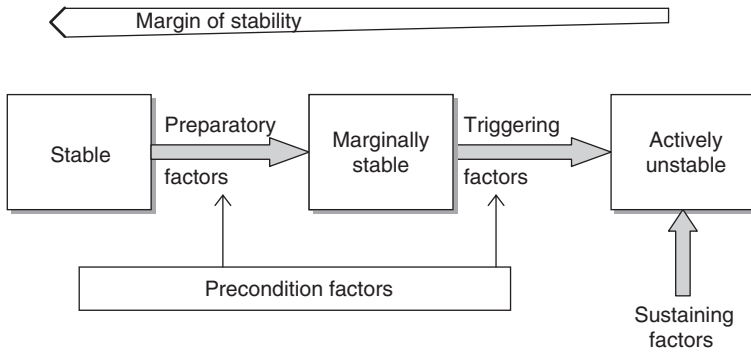 Margin of stability
Stable
Preparatory
factors
Marginally
stable
Triggering
factors
Actively
unstable
Precondition factors
Sustaining
factors